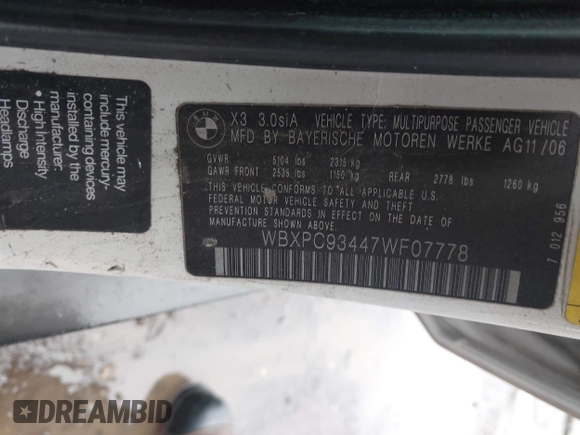 This vehicle may
include mercury-
containing devices
installed by the
manufacturer:
• High Intensity
Discharge
Headlamps
BMW
X3 3.0siA VEHICLE TYPE: MULTIPURPOSE PASSENGER VEHICLE
MFD BY BAYERISCHE MOTOREN WERKE AG 11/06
GVWR 5104 lbs 2315 kg
GAWR FRONT 2535 lbs 1150 kg REAR 2778 lbs 1260 kg
THIS VEHICLE CONFORMS TO ALL APPLICABLE U.S.
FEDERAL MOTOR VEHICLE SAFETY AND THEFT
PREVENTION STANDARDS IN EFFECT ON THE DATE OF
MANUFACTURE SHOWN ABOVE.
WBXPC93447WF07778
7 012 956
DREAMBID